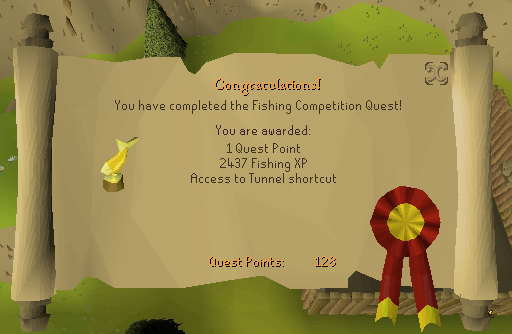 Congratulations!
You have completed the Fishing Competition Quest!
You are awarded:
1 Quest Point
2437 Fishing XP
Access to Tunnel shortcut
Quest Points: 128